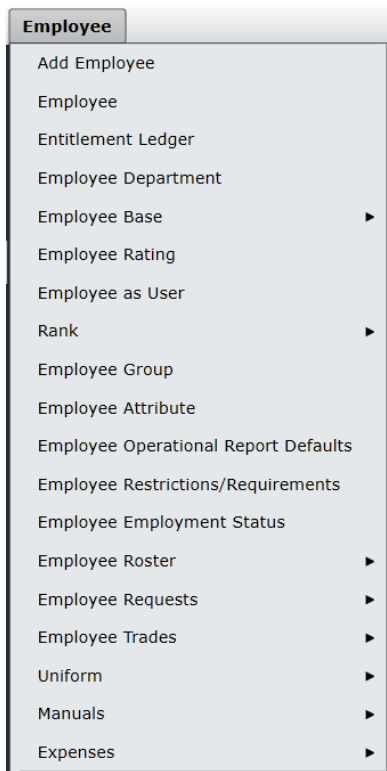 Employee
Add Employee
Employee
Entitlement Ledger
Employee Department
Employee Base
Employee Rating
Employee as User
Rank
Employee Group
Employee Attribute
Employee Operational Report Defaults
Employee Restrictions/Requirements
Employee Employment Status
Employee Roster
Employee Requests
Employee Trades
Uniform
Manuals
Expenses